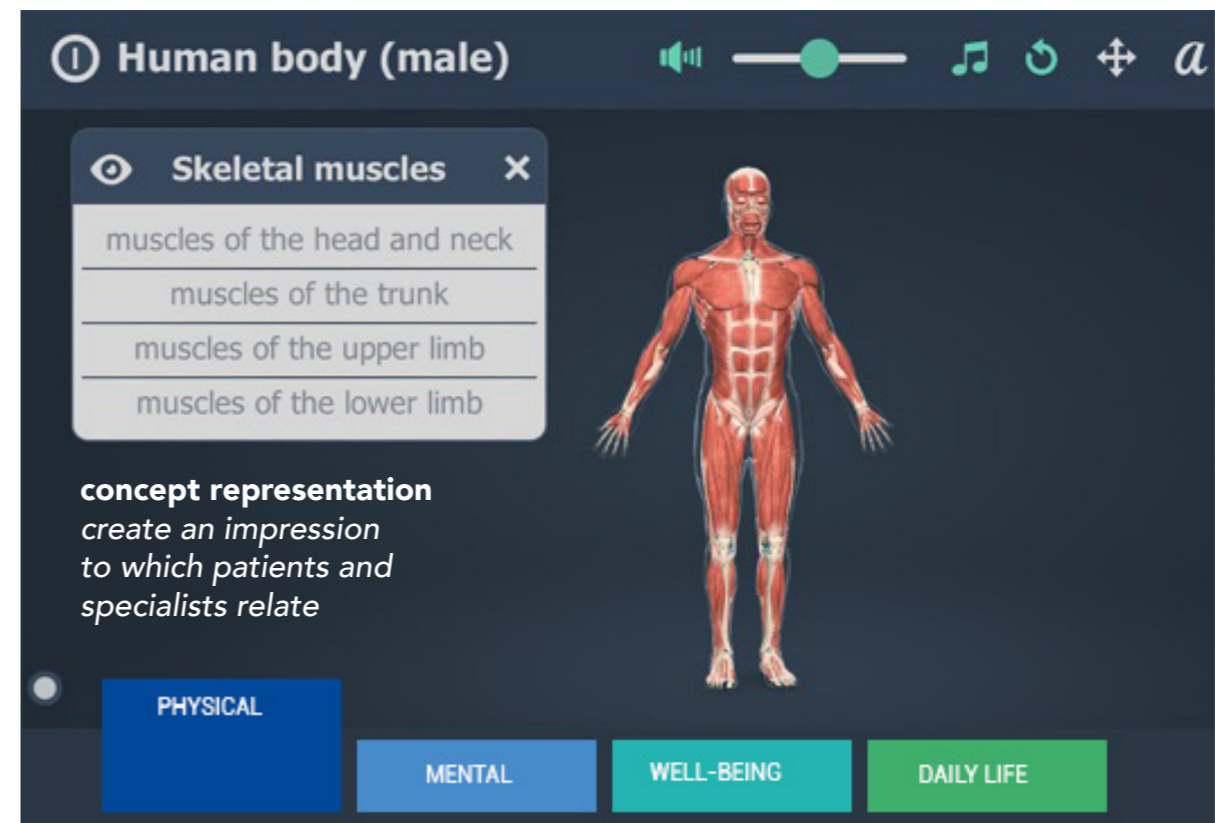 Human body (male)
a
Skeletal muscles
muscles of the head and neck
muscles of the trunk
muscles of the upper limb
muscles of the lower limb
concept representation
create an impression
to which patients and
specialists relate
PHYSICAL
MENTAL
WELL-BEING
DAILY LIFE